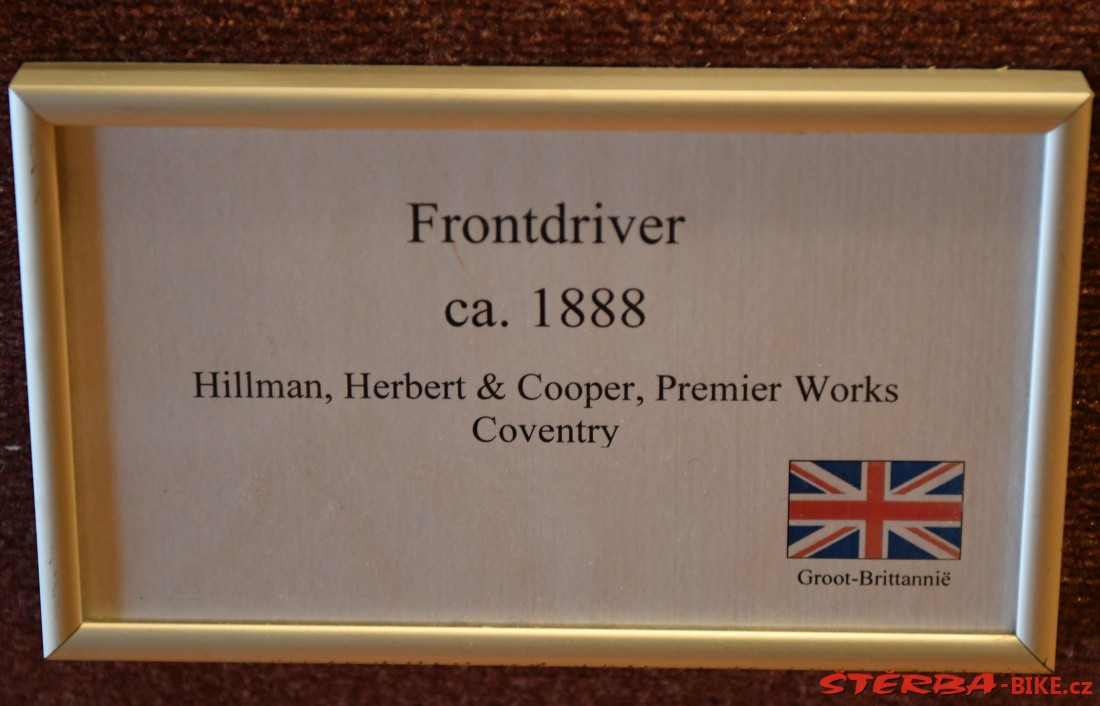 Frontdriver
ca. 1888
Hillman, Herbert & Cooper, Premier Works
Coventry
Groot-Brittannië
ŠTĚRBA-BIKE.cz